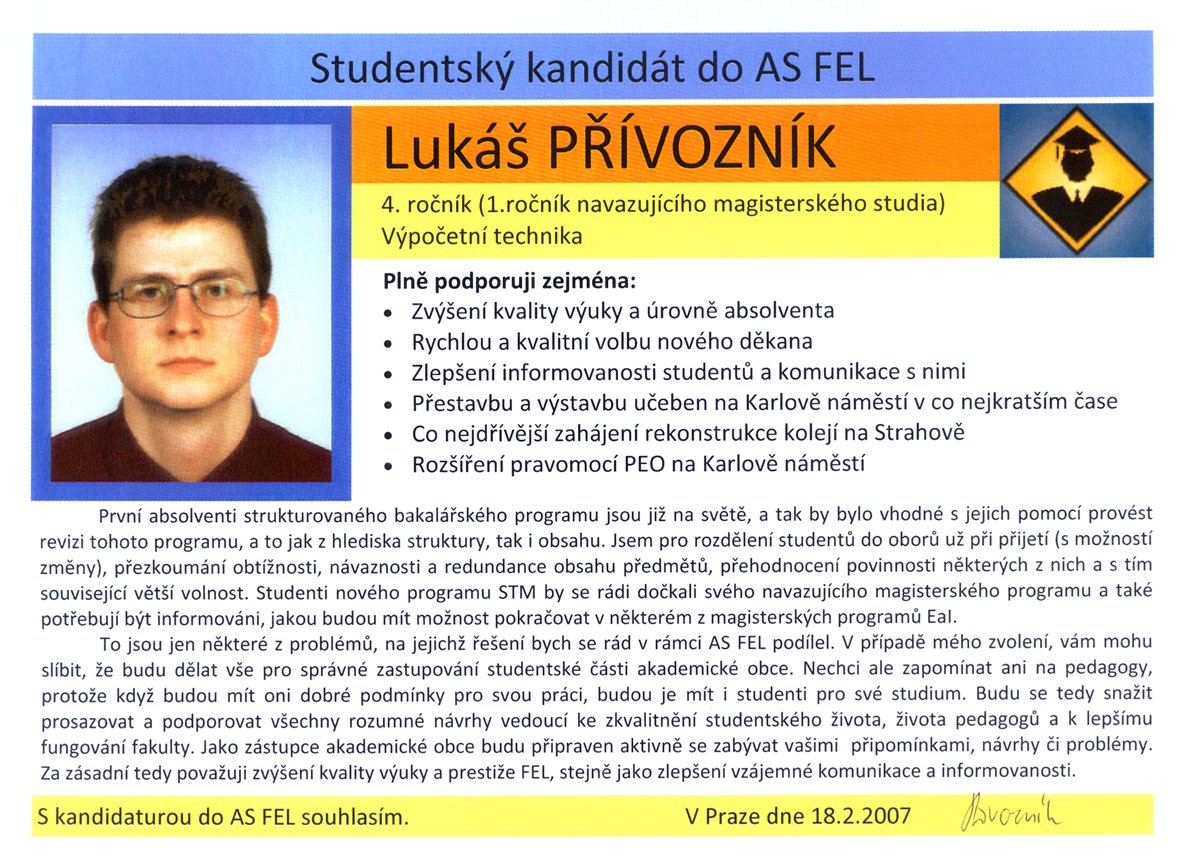 Studentský kandidát do AS FEL
Lukáš PŘÍVOZNÍK
4. ročník (1.ročník navazujícího magisterského studia)
Výpočetní technika
Plně podporuji zejména:
• Zvýšení kvality výuky a úrovně absolventa
• Rychlou a kvalitní volbu nového děkana
• Zlepšení informovanosti studentů a komunikace s nimi
• Přestavbu a výstavbu učeben na Karlově náměstí v co nejkratším čase
• Co nejdřívější zahájení rekonstrukce kolejí na Strahově
• Rozšíření pravomocí PEO na Karlově náměstí
První absolventi strukturovaného bakalářského programu jsou již na světě, a tak by bylo vhodné s jejich pomocí provést
revizi tohoto programu, a to jak z hlediska struktury, tak i obsahu. Jsem pro rozdělení studentů do oborů už při přijetí (s možností
změny), přezkoumání obtížnosti, návaznosti a redundance obsahu předmětů, přehodnocení povinnosti některých z nich a s tím
související větší volnost. Studenti nového programu STM by se rádi dočkali svého navazujícího magisterského programu a také
potřebují být informováni, jakou budou mít možnost pokračovat v některém z magisterských programů EaI.
To jsou jen některé z problémů, na jejichž řešení bych se rád v rámci AS FEL podílel. V případě mého zvolení, vám mohu
slíbit, že budu dělat vše pro správné zastupování studentské části akademické obce. Nechci ale zapomínat ani na pedagogy,
protože když budou mít oni dobré podmínky pro svou práci, budou je mít i studenti pro své studium. Budu se tedy snažit
prosazovat a podporovat všechny rozumné návrhy vedoucí ke zkvalitnění studentského života, života pedagogů a k lepšímu
fungování fakulty. Jako zástupce akademické obce budu připraven aktivně se zabývat vašimi připomínkami, návrhy či problémy.
Za zásadní tedy považuji zvýšení kvality výuky a prestiže FEL, stejně jako zlepšení vzájemné komunikace a informovanosti.
S kandidaturou do AS FEL souhlasím.
V Praze dne 18.2.2007